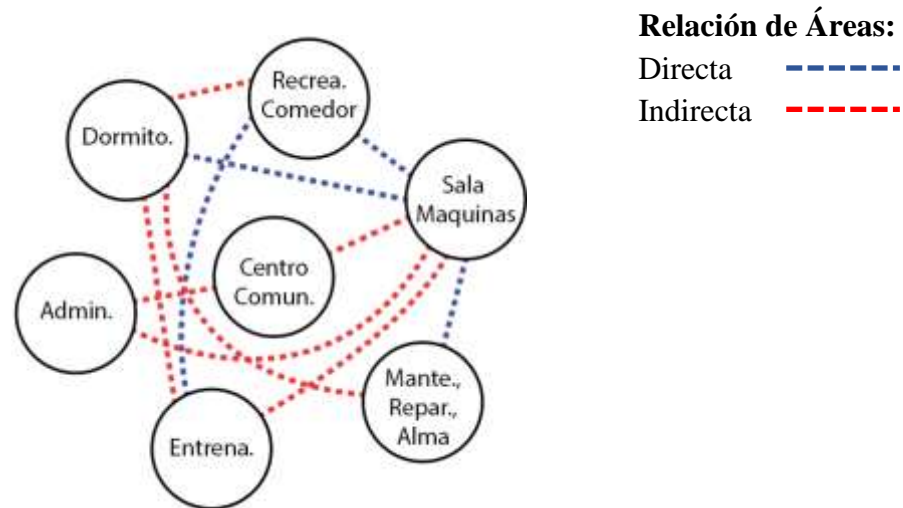 Relación de Áreas:
Directa
Indirecta
Recrea.
Comedor
Dormito.
Sala
Maquinas
Centro
Comun.
Admin.
Mante.,
Repar.,
Alma
Entrena.